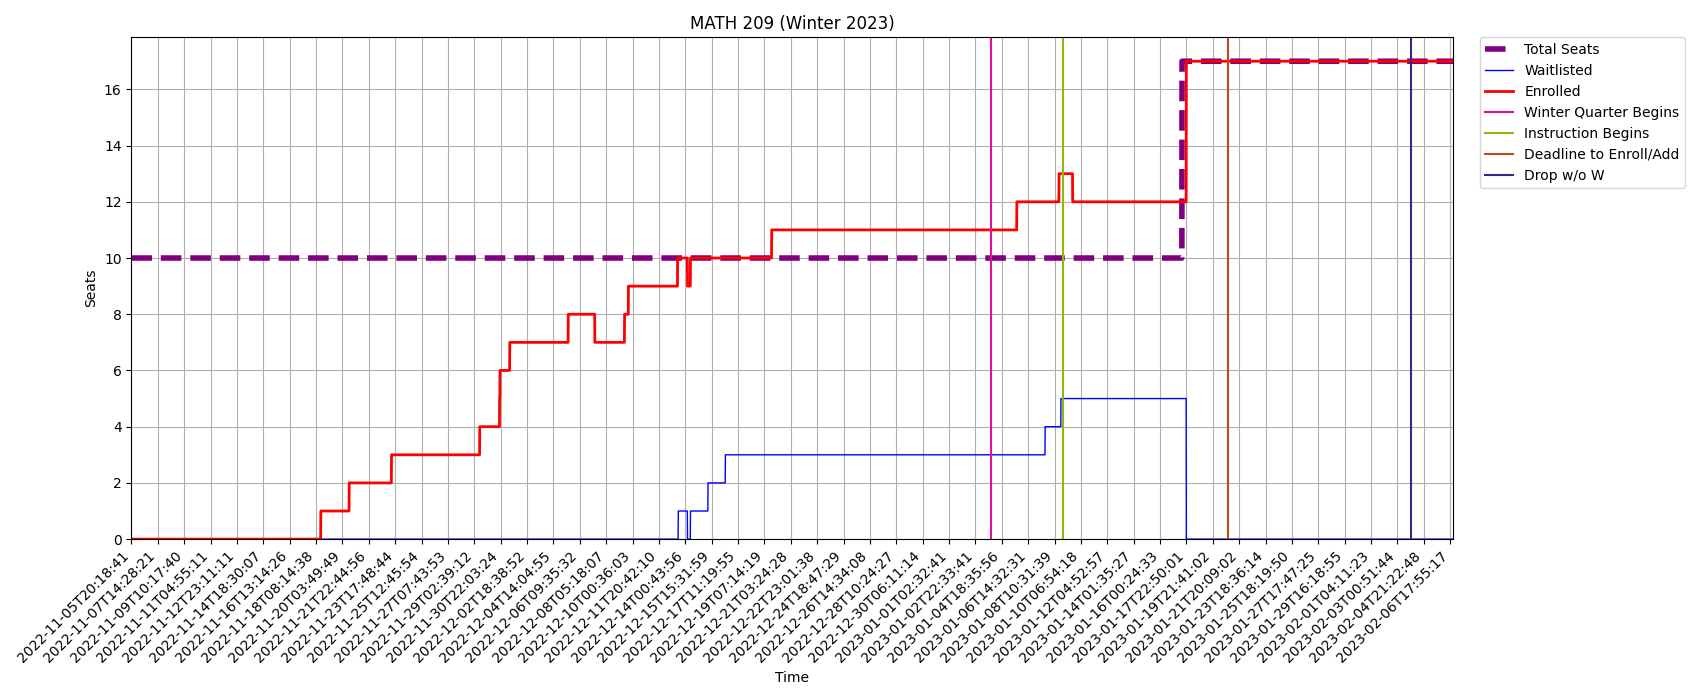 MATH 209 (Winter 2023)
Total Seats
Waitlisted
Enrolled
Winter Quarter Begins
Instruction Begins
Deadline to Enroll/Add
Drop w/o W
Seats
16
14
12
10
8
6
4
2
0
2022-11-05T20:18:41
2022-11-07T14:28:21
2022-11-09T10:17:40
2022-11-11T04:55:11
2022-11-12T23:11:11
2022-11-14T18:30:07
2022-11-16T13:14:26
2022-11-18T08:14:38
2022-11-20T03:49:49
2022-11-21T22:44:56
2022-11-23T17:48:44
2022-11-25T12:45:54
2022-11-27T07:43:53
2022-11-29T02:39:12
2022-11-30T22:03:24
2022-12-02T18:38:52
2022-12-04T14:04:55
2022-12-06T09:35:32
2022-12-08T05:18:07
2022-12-10T00:36:03
2022-12-11T20:42:10
2022-12-14T00:43:56
2022-12-15T15:31:59
2022-12-17T11:19:55
2022-12-19T07:14:19
2022-12-21T03:24:28
2022-12-22T23:01:38
2022-12-24T18:47:29
2022-12-26T14:34:08
2022-12-28T10:24:27
2022-12-30T06:11:14
2023-01-01T02:32:41
2023-01-02T22:33:41
2023-01-04T18:35:56
2023-01-06T14:32:31
2023-01-08T10:31:39
2023-01-10T06:54:18
2023-01-12T04:52:57
2023-01-14T01:35:27
2023-01-16T00:24:33
2023-01-17T22:50:01
2023-01-19T21:41:02
2023-01-21T20:09:02
2023-01-23T18:36:14
2023-01-25T18:19:50
2023-01-27T17:47:25
2023-01-29T16:18:55
2023-02-01T04:11:23
2023-02-03T00:51:44
2023-02-04T21:22:48
2023-02-06T17:55:17
Time